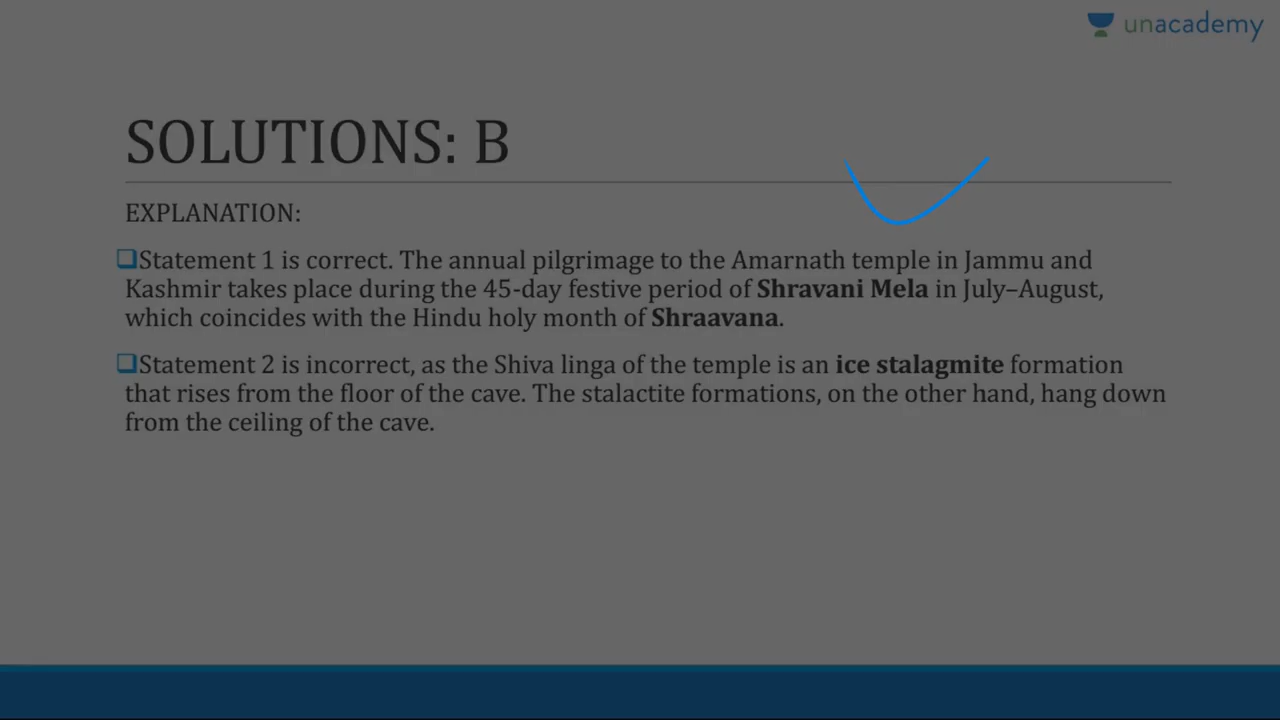 unacademy
SOLUTIONS: B
EXPLANATION:
Statement 1 is correct. The annual pilgrimage to the Amarnath temple in Jammu and
Kashmir takes place during the 45-day festive period of Shravani Mela in July–August,
which coincides with the Hindu holy month of Shraavana.
Statement 2 is incorrect, as the Shiva linga of the temple is an ice stalagmite formation
that rises from the floor of the cave. The stalactite formations, on the other hand, hang down
from the ceiling of the cave.